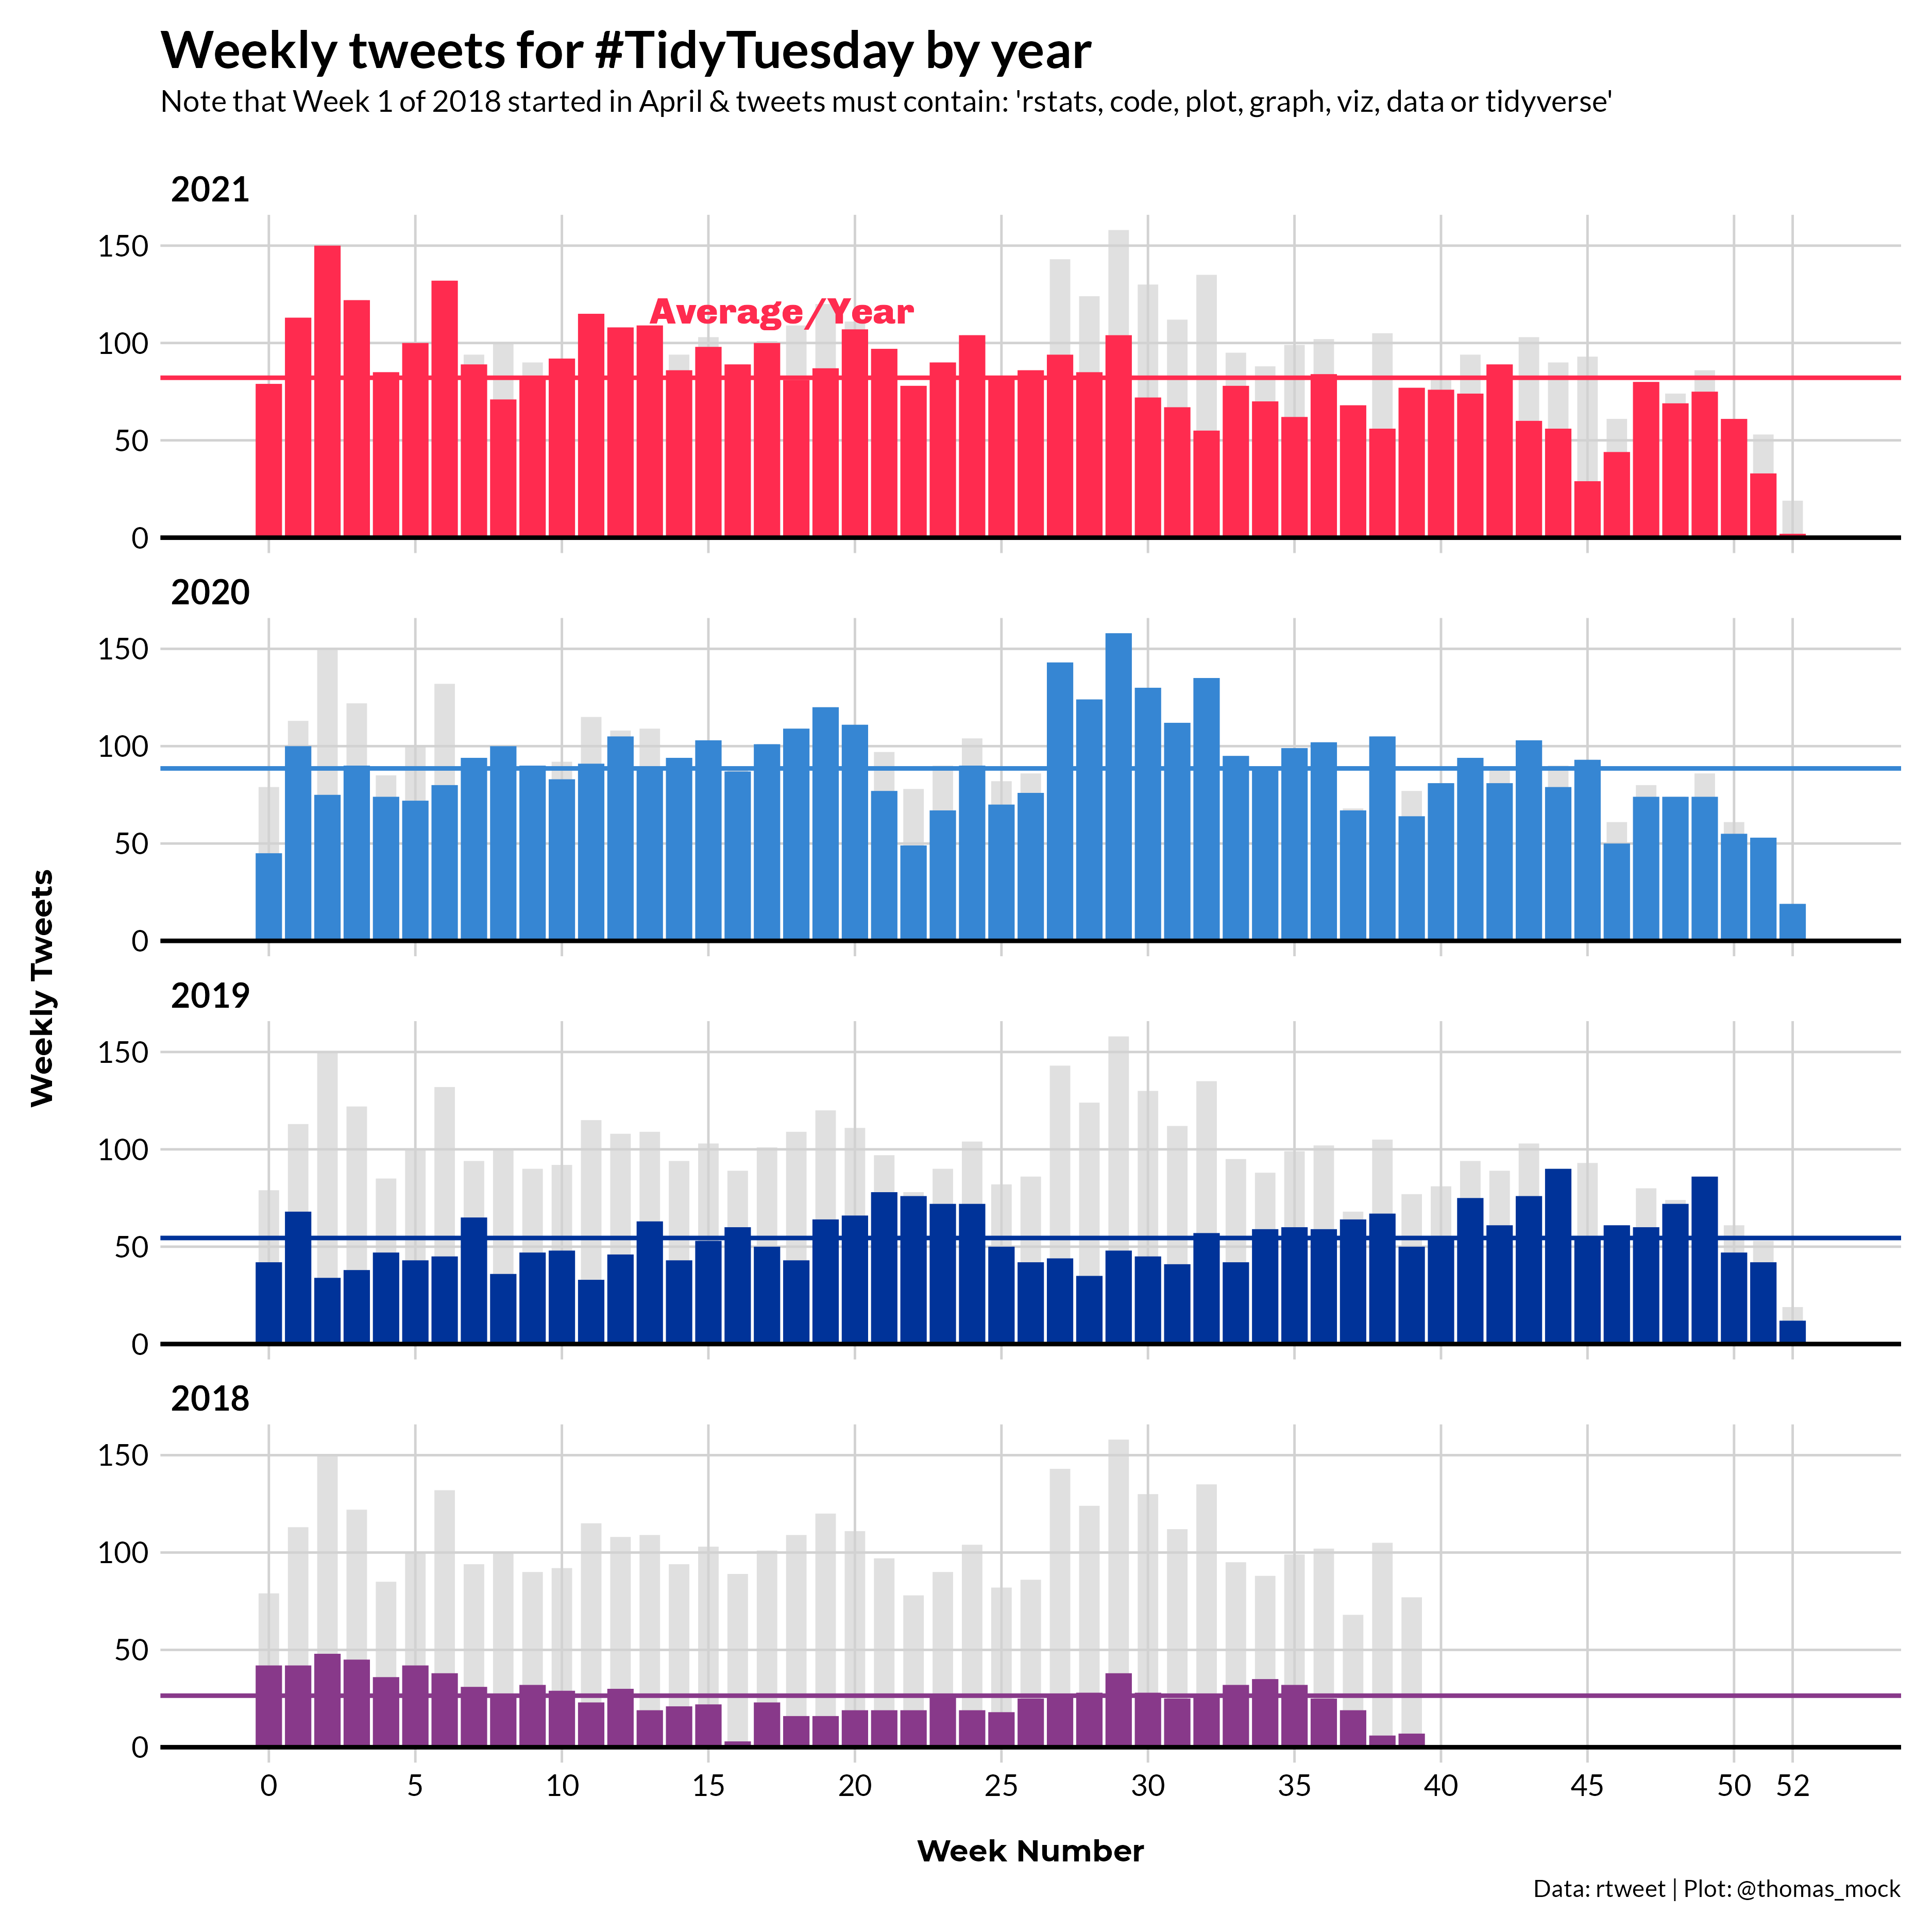 Weekly tweets for #TidyTuesday by year
Note that Week 1 of 2018 started in April & tweets must contain: 'rstats, code, plot, graph, viz, data or tidyverse'
2021
150
100
50
0
Average/Year
2020
150
100
50
0
Weekly Tweets
2019
150
100
50
0
2018
150
100
50
0
0 5 10 15 20 25 30 35 40 45 50 52
Week Number
Data: rtweet | Plot: @thomas_mock